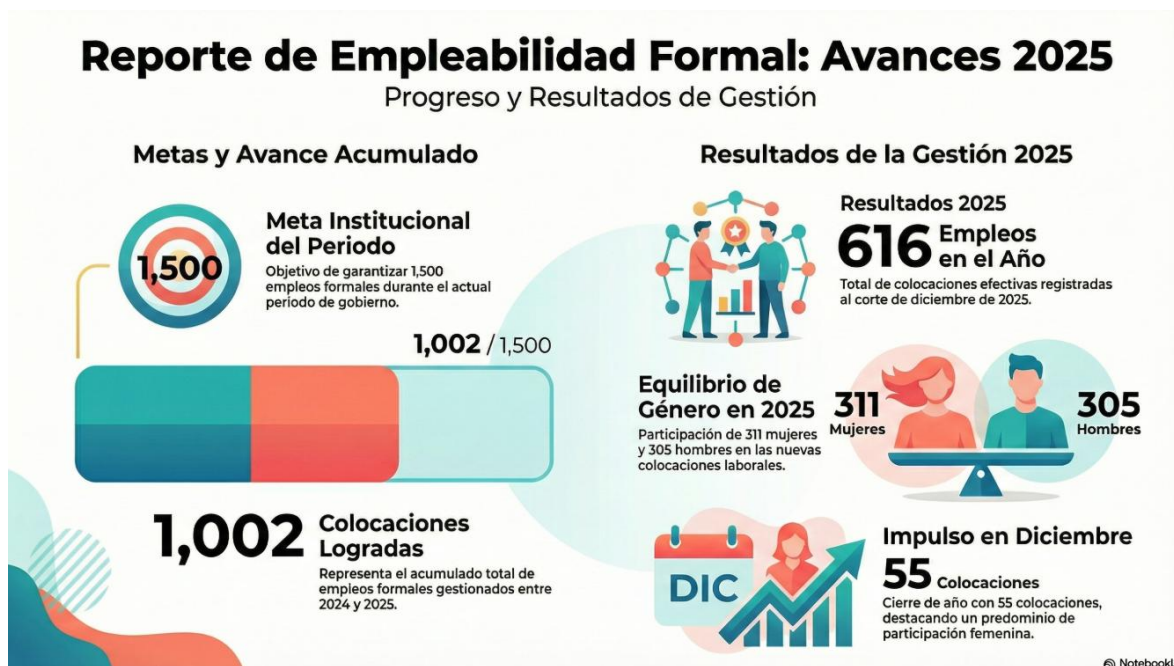 Reporte de Empleabilidad Formal: Avances 2025
Progreso y Resultados de Gestión
Metas y Avance Acumulado
1,500
Meta Institucional
del Periodo
Objetivo de garantizar 1,500
empleos formales durante el actual
período de gobierno.
1,002 / 1,500
1,002
Colocaciones
Logradas
Representa el acumulado total de
empleos formales gestionados entre
2024 y 2025.
Resultados de la Gestión 2025
Resultados 2025
616 Empleos
en el Año
Total de colocaciones efectivas registradas
al corte de diciembre de 2025.
Equilibrio de
Género en 2025
Participación de 311 mujeres
y 305 hombres en las nuevas
colocaciones laborales.
311
Mujeres
305
Hombres
DIC
Impulso en Diciembre
55 Colocaciones
Cierre de año con 55 colocaciones,
destacando un predominio de
participación femenina.